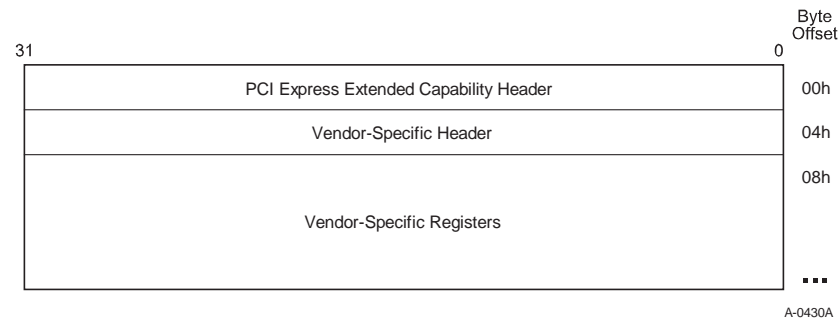 Byte
Offset
31 0
PCI Express Extended Capability Header 00h
Vendor-Specific Header 04h
08h
Vendor-Specific Registers
...
A-0430A